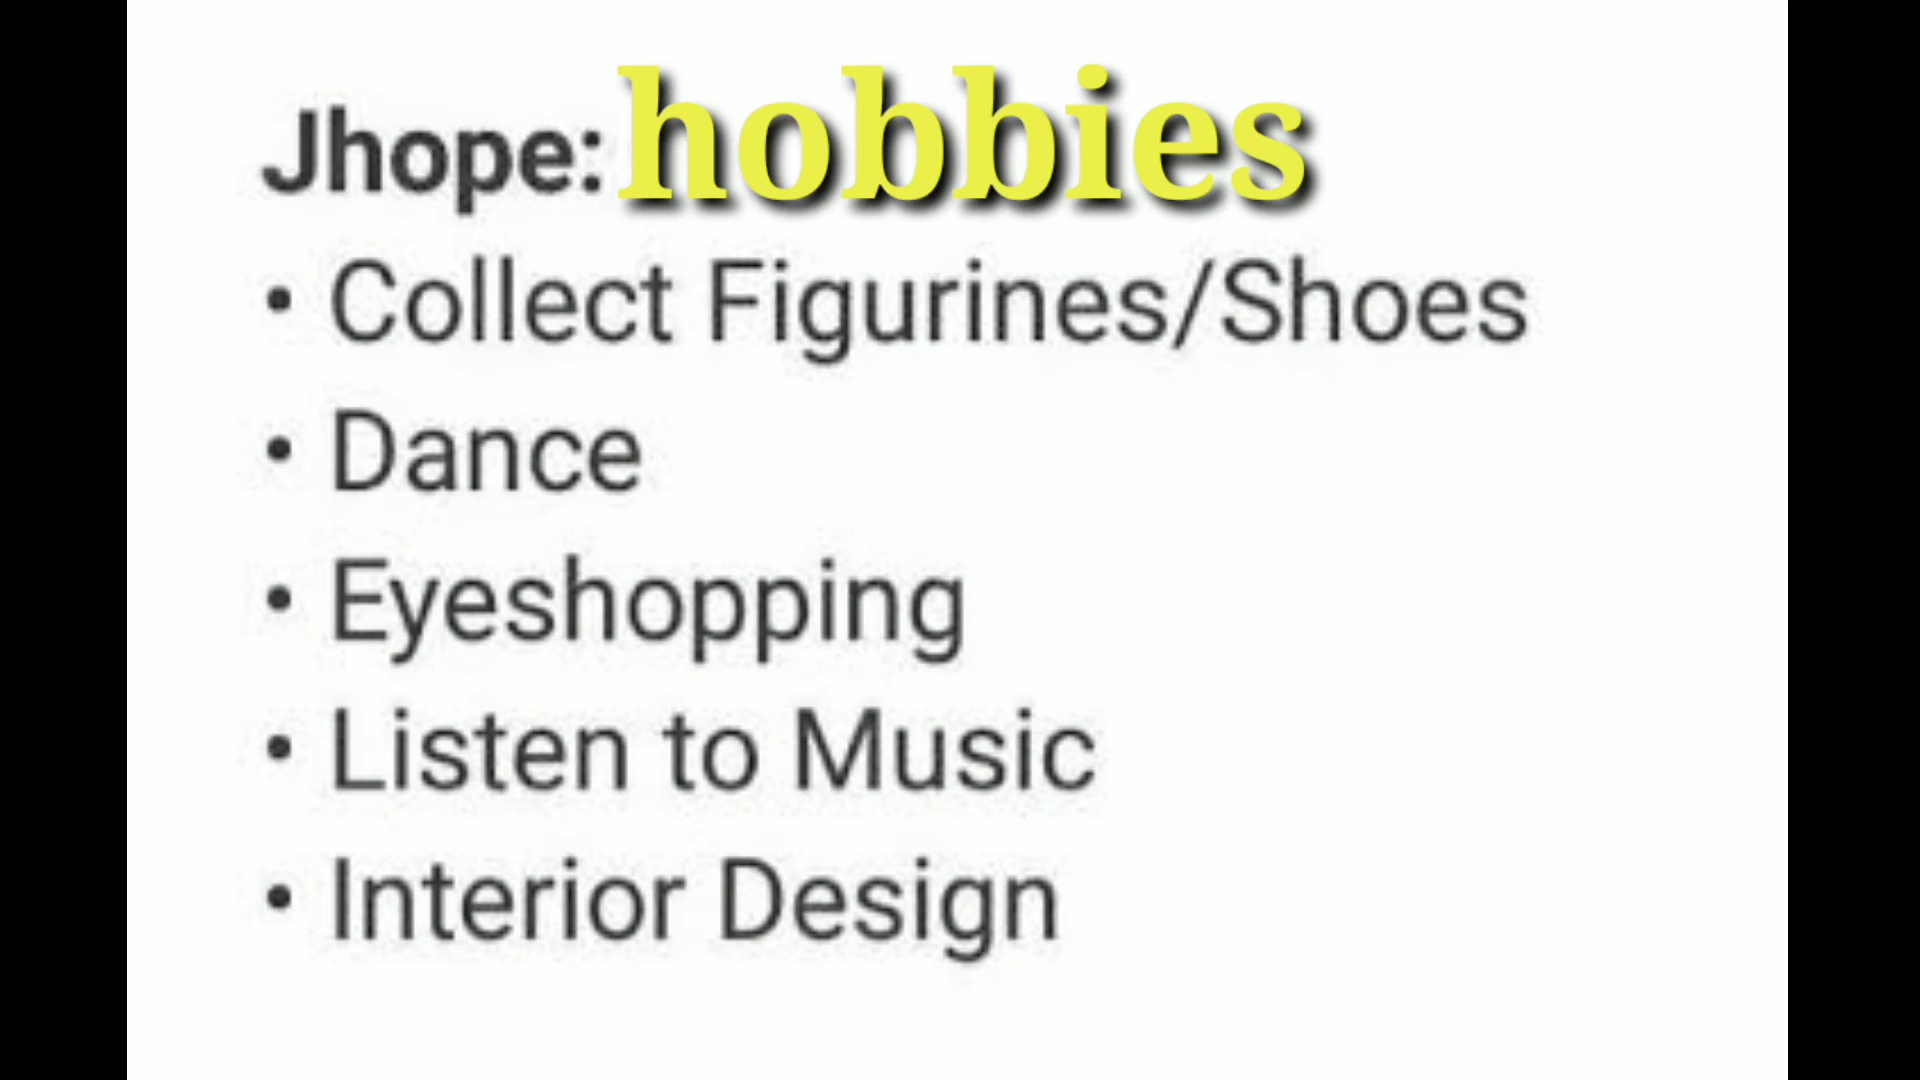 Jhope: hobbies
• Collect Figurines/Shoes
• Dance
• Eyeshopping
• Listen to Music
• Interior Design